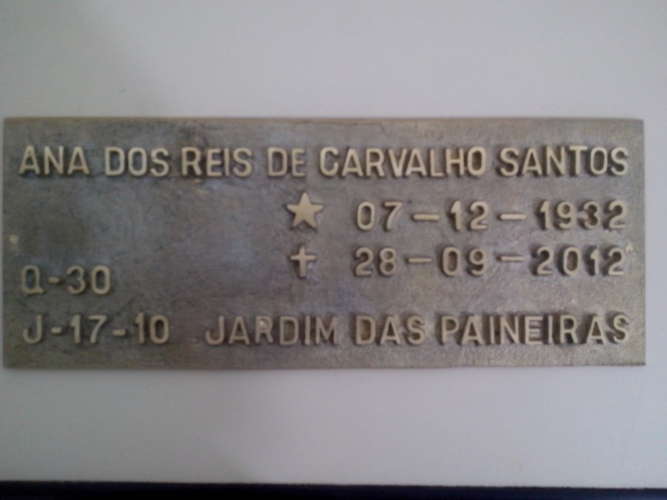 ANA DOS REIS DE CARVALHO SANTOS
★ 07-12-1932
✝ 28-09-2012
Q-30
J-17-10 JARDIM DAS PAINEIRAS